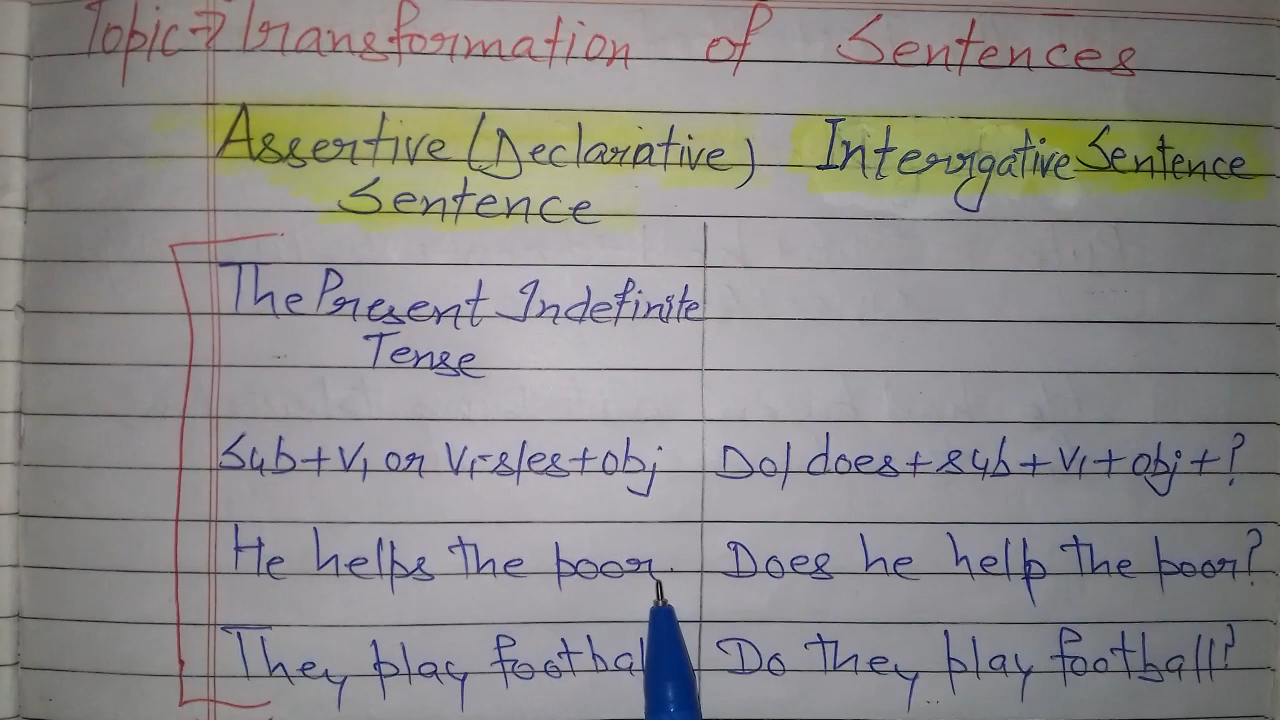 Topic⇒ Transformation of Sentences
Assertive (Declarative) Interrigative Sentence
Sentence
The Present Indefinite
Tense
Sub+V₁ or V₁-s/es+obj Do/does+sub+V₁+obj+?
He helps the poor. Does he help the poor?
They play footbal Do they play football?